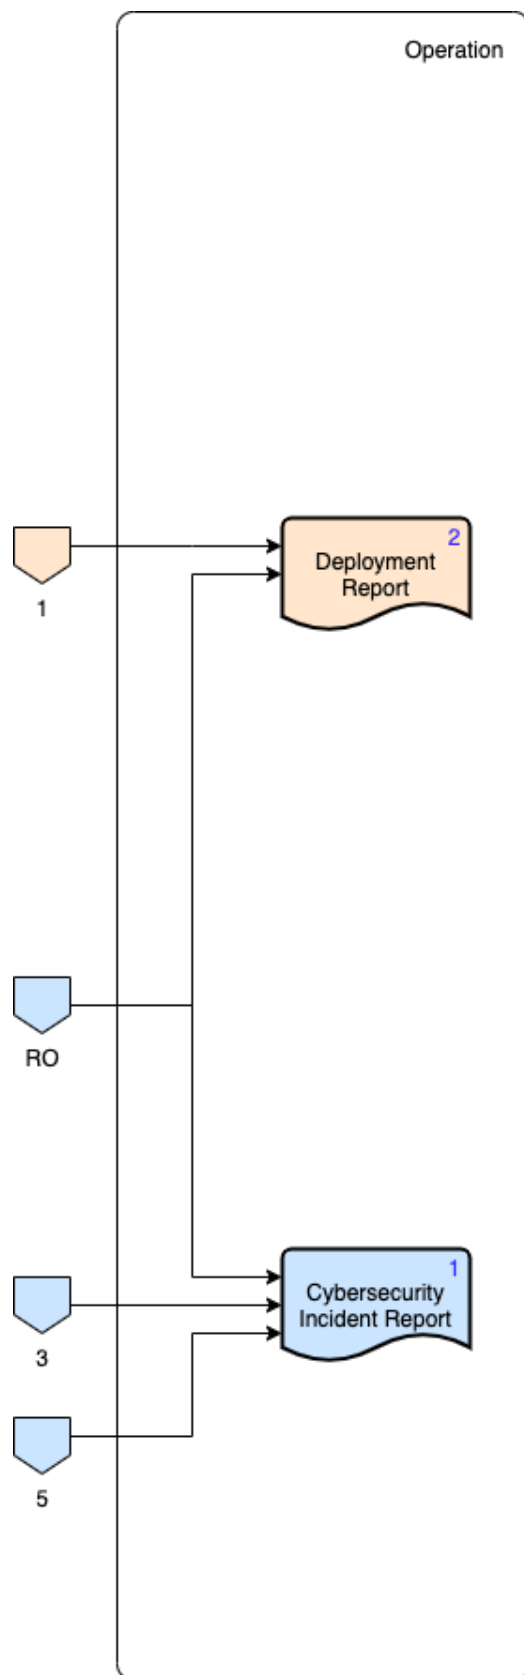 Operation
2
Deployment
Report
1
RO
1
Cybersecurity
Incident Report
3
5